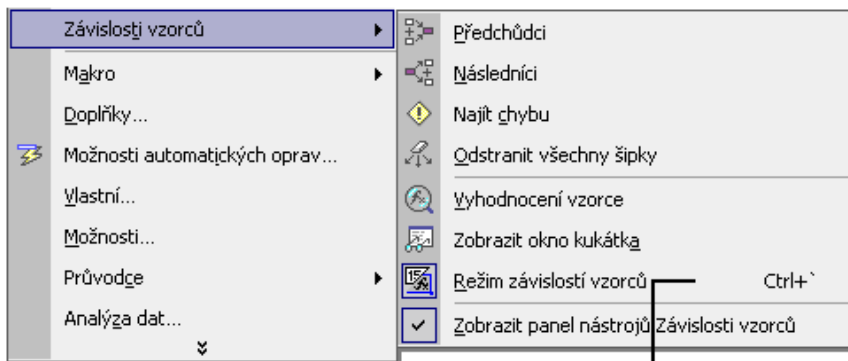 Závislosti vzorců
Makro
Doplňky...
Možnosti automatických oprav...
Vlastní...
Možnosti...
Průvodce
Analýza dat...
Předchůdci
Následníci
Najít chybu
Odstranit všechny šipky
Vyhodnocení vzorce
Zobrazit okno kukátka
Režim závislostí vzorců Ctrl+`
Zobrazit panel nástrojů Závislosti vzorců